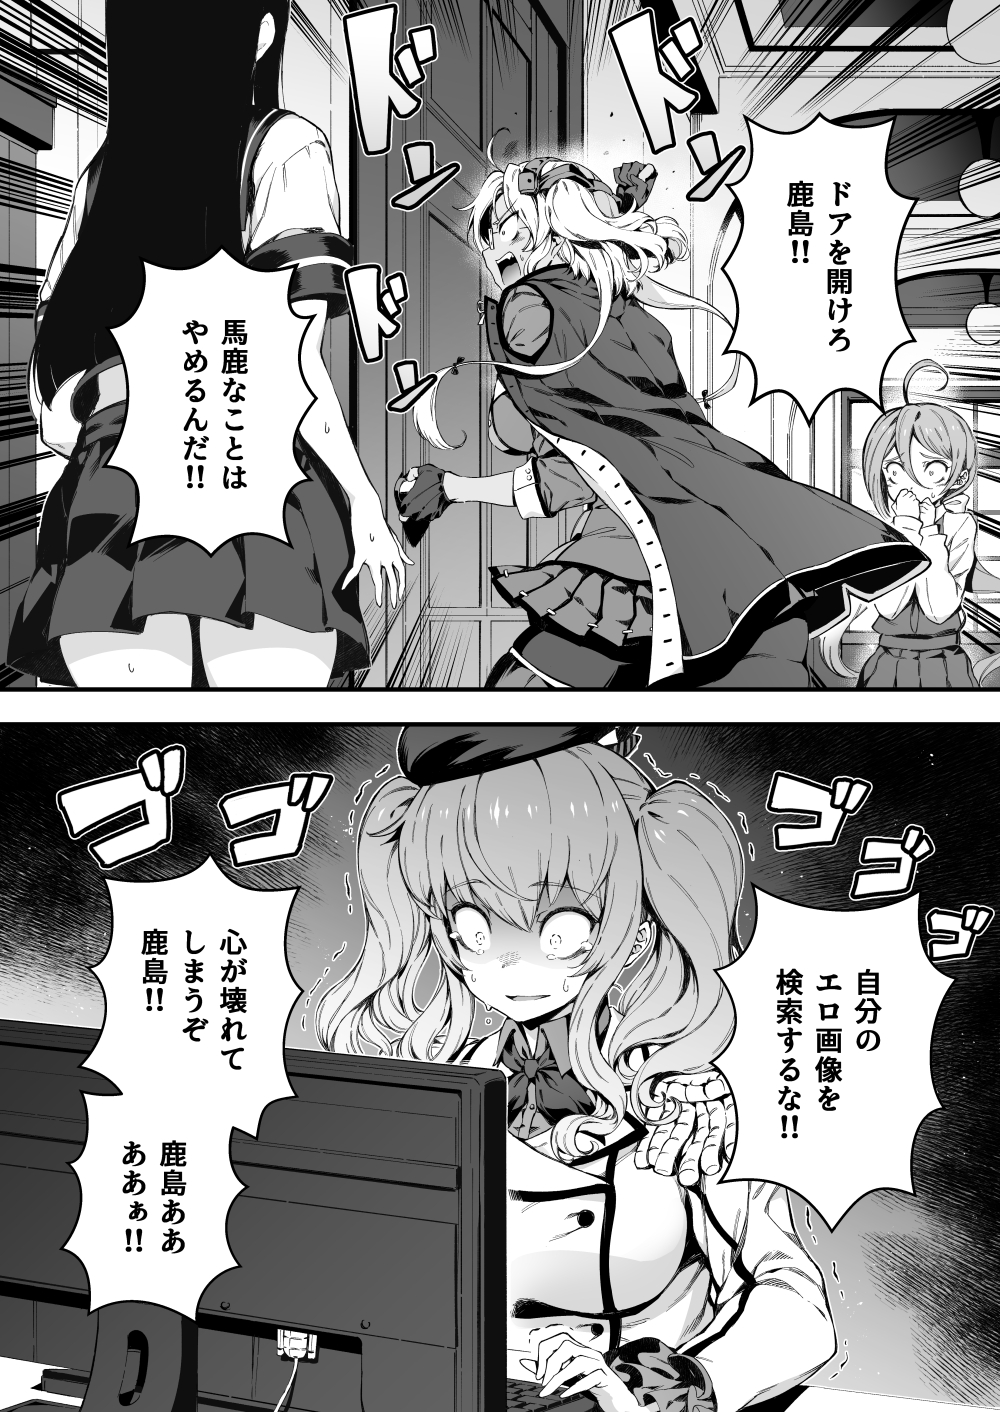 ドアを開けろ
鹿島!!
ドンドン
ドンドン
馬鹿なことは
やめるんだ!!
自分の
エロ画像を
検索するな!!
ゴゴゴ
ゴゴ
心が壊れて
しまうぞ
鹿島!!
鹿島ああ
ああぁ!!